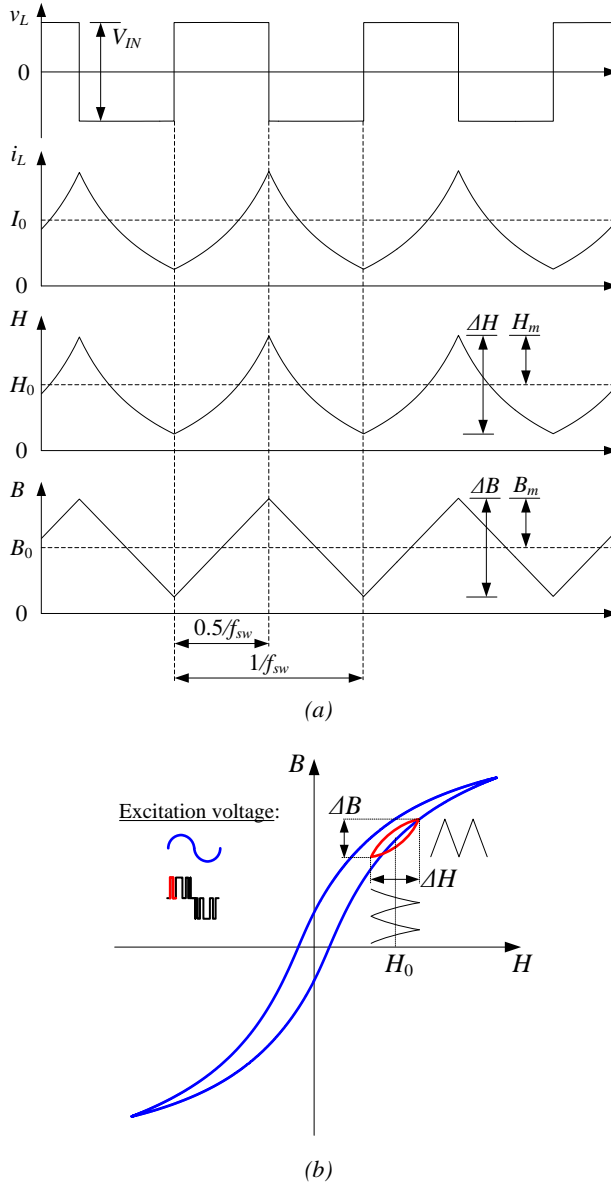 v_L
V_IN
0
i_L
I_0
0
H
ΔH
H_m
H_0
0
B
ΔB
B_m
B_0
0
0.5/f_sw
1/f_sw
(a)
B
Excitation voltage:
ΔB
ΔH
H_0
H
(b)